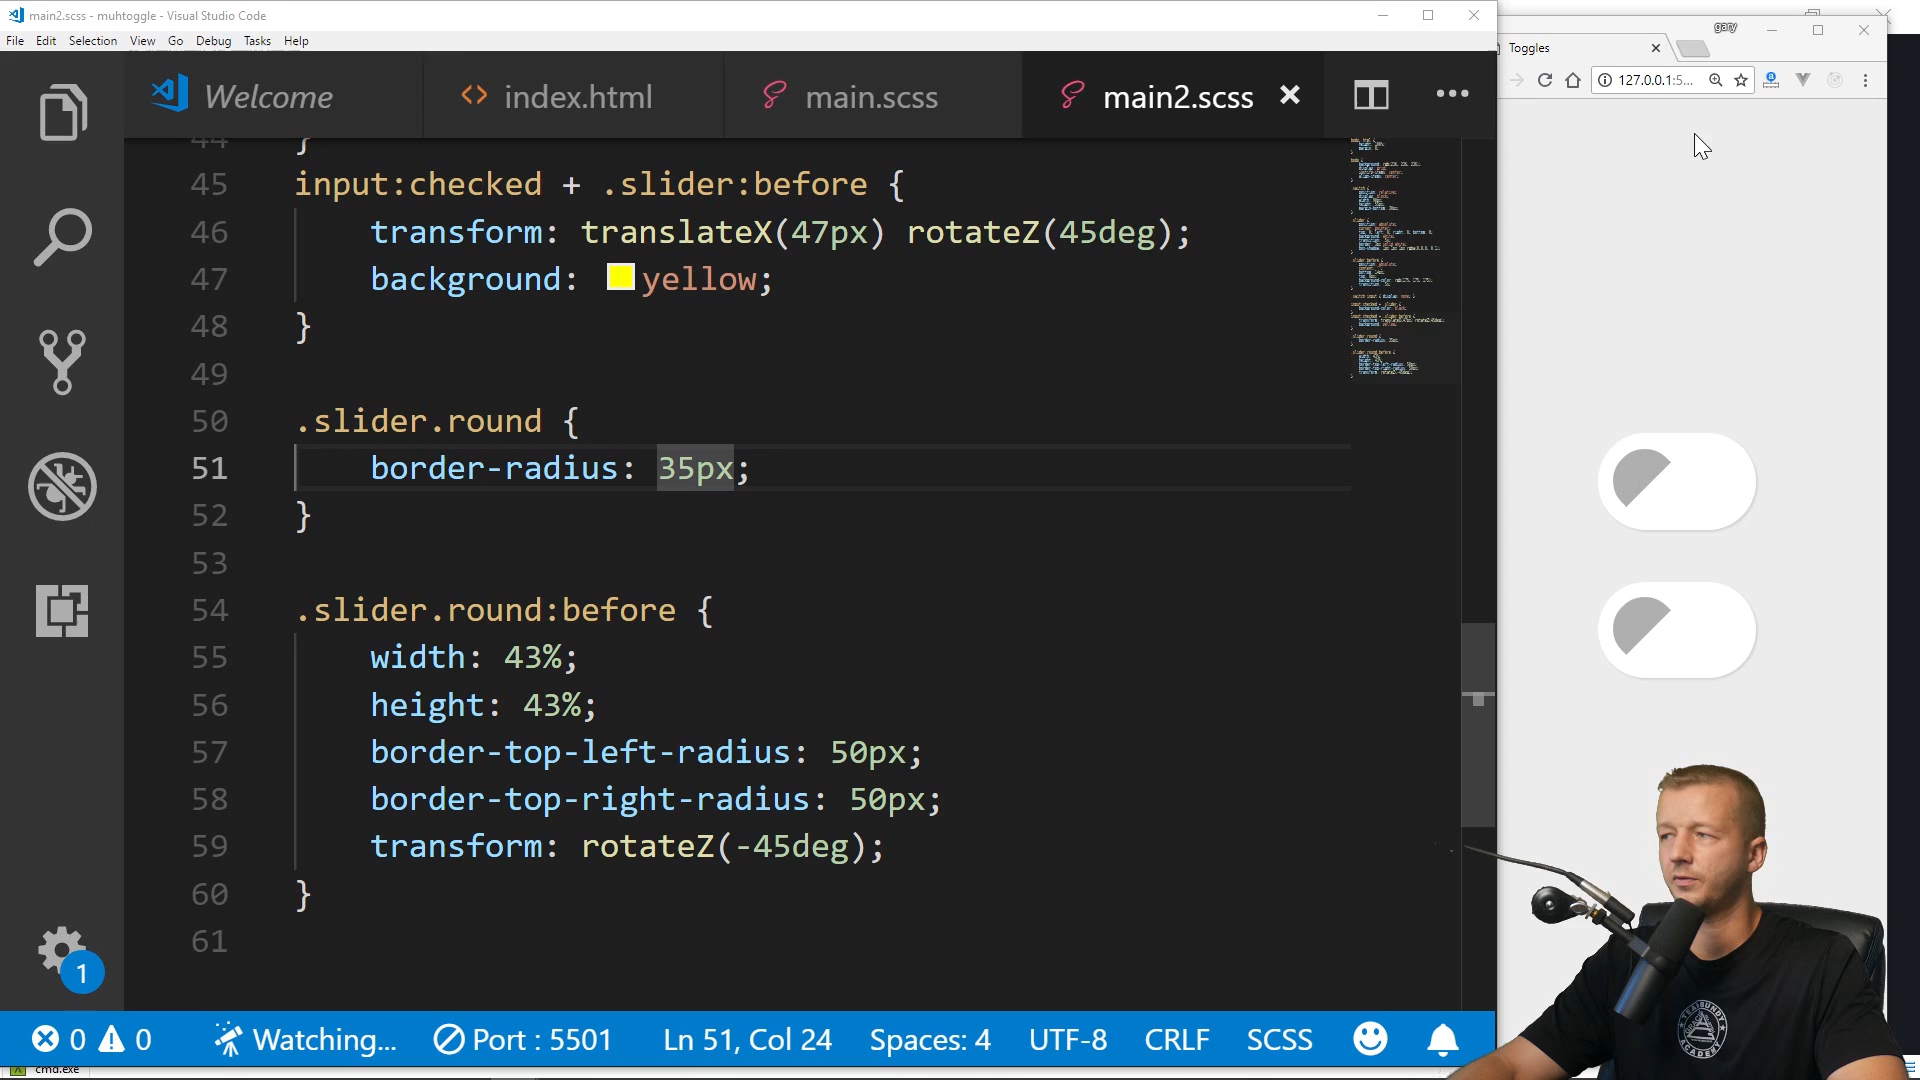 main2.scss - muhtoggle - Visual Studio Code
File Edit Selection View Go Debug Tasks Help
Welcome
index.html
main.scss
main2.scss
gary
Toggles
127.0.0.1:5...
44 }
45 input:checked + .slider:before {
46 transform: translateX(47px) rotateZ(45deg);
47 background: yellow;
48 }
49
50 .slider.round {
51 border-radius: 35px;
52 }
53
54 .slider.round:before {
55 width: 43%;
56 height: 43%;
57 border-top-left-radius: 50px;
58 border-top-right-radius: 50px;
59 transform: rotateZ(-45deg);
60 }
61
1
0 0 Watching... Port : 5501 Ln 51, Col 24 Spaces: 4 UTF-8 CRLF SCSS
cmd.exe
ACADEMY